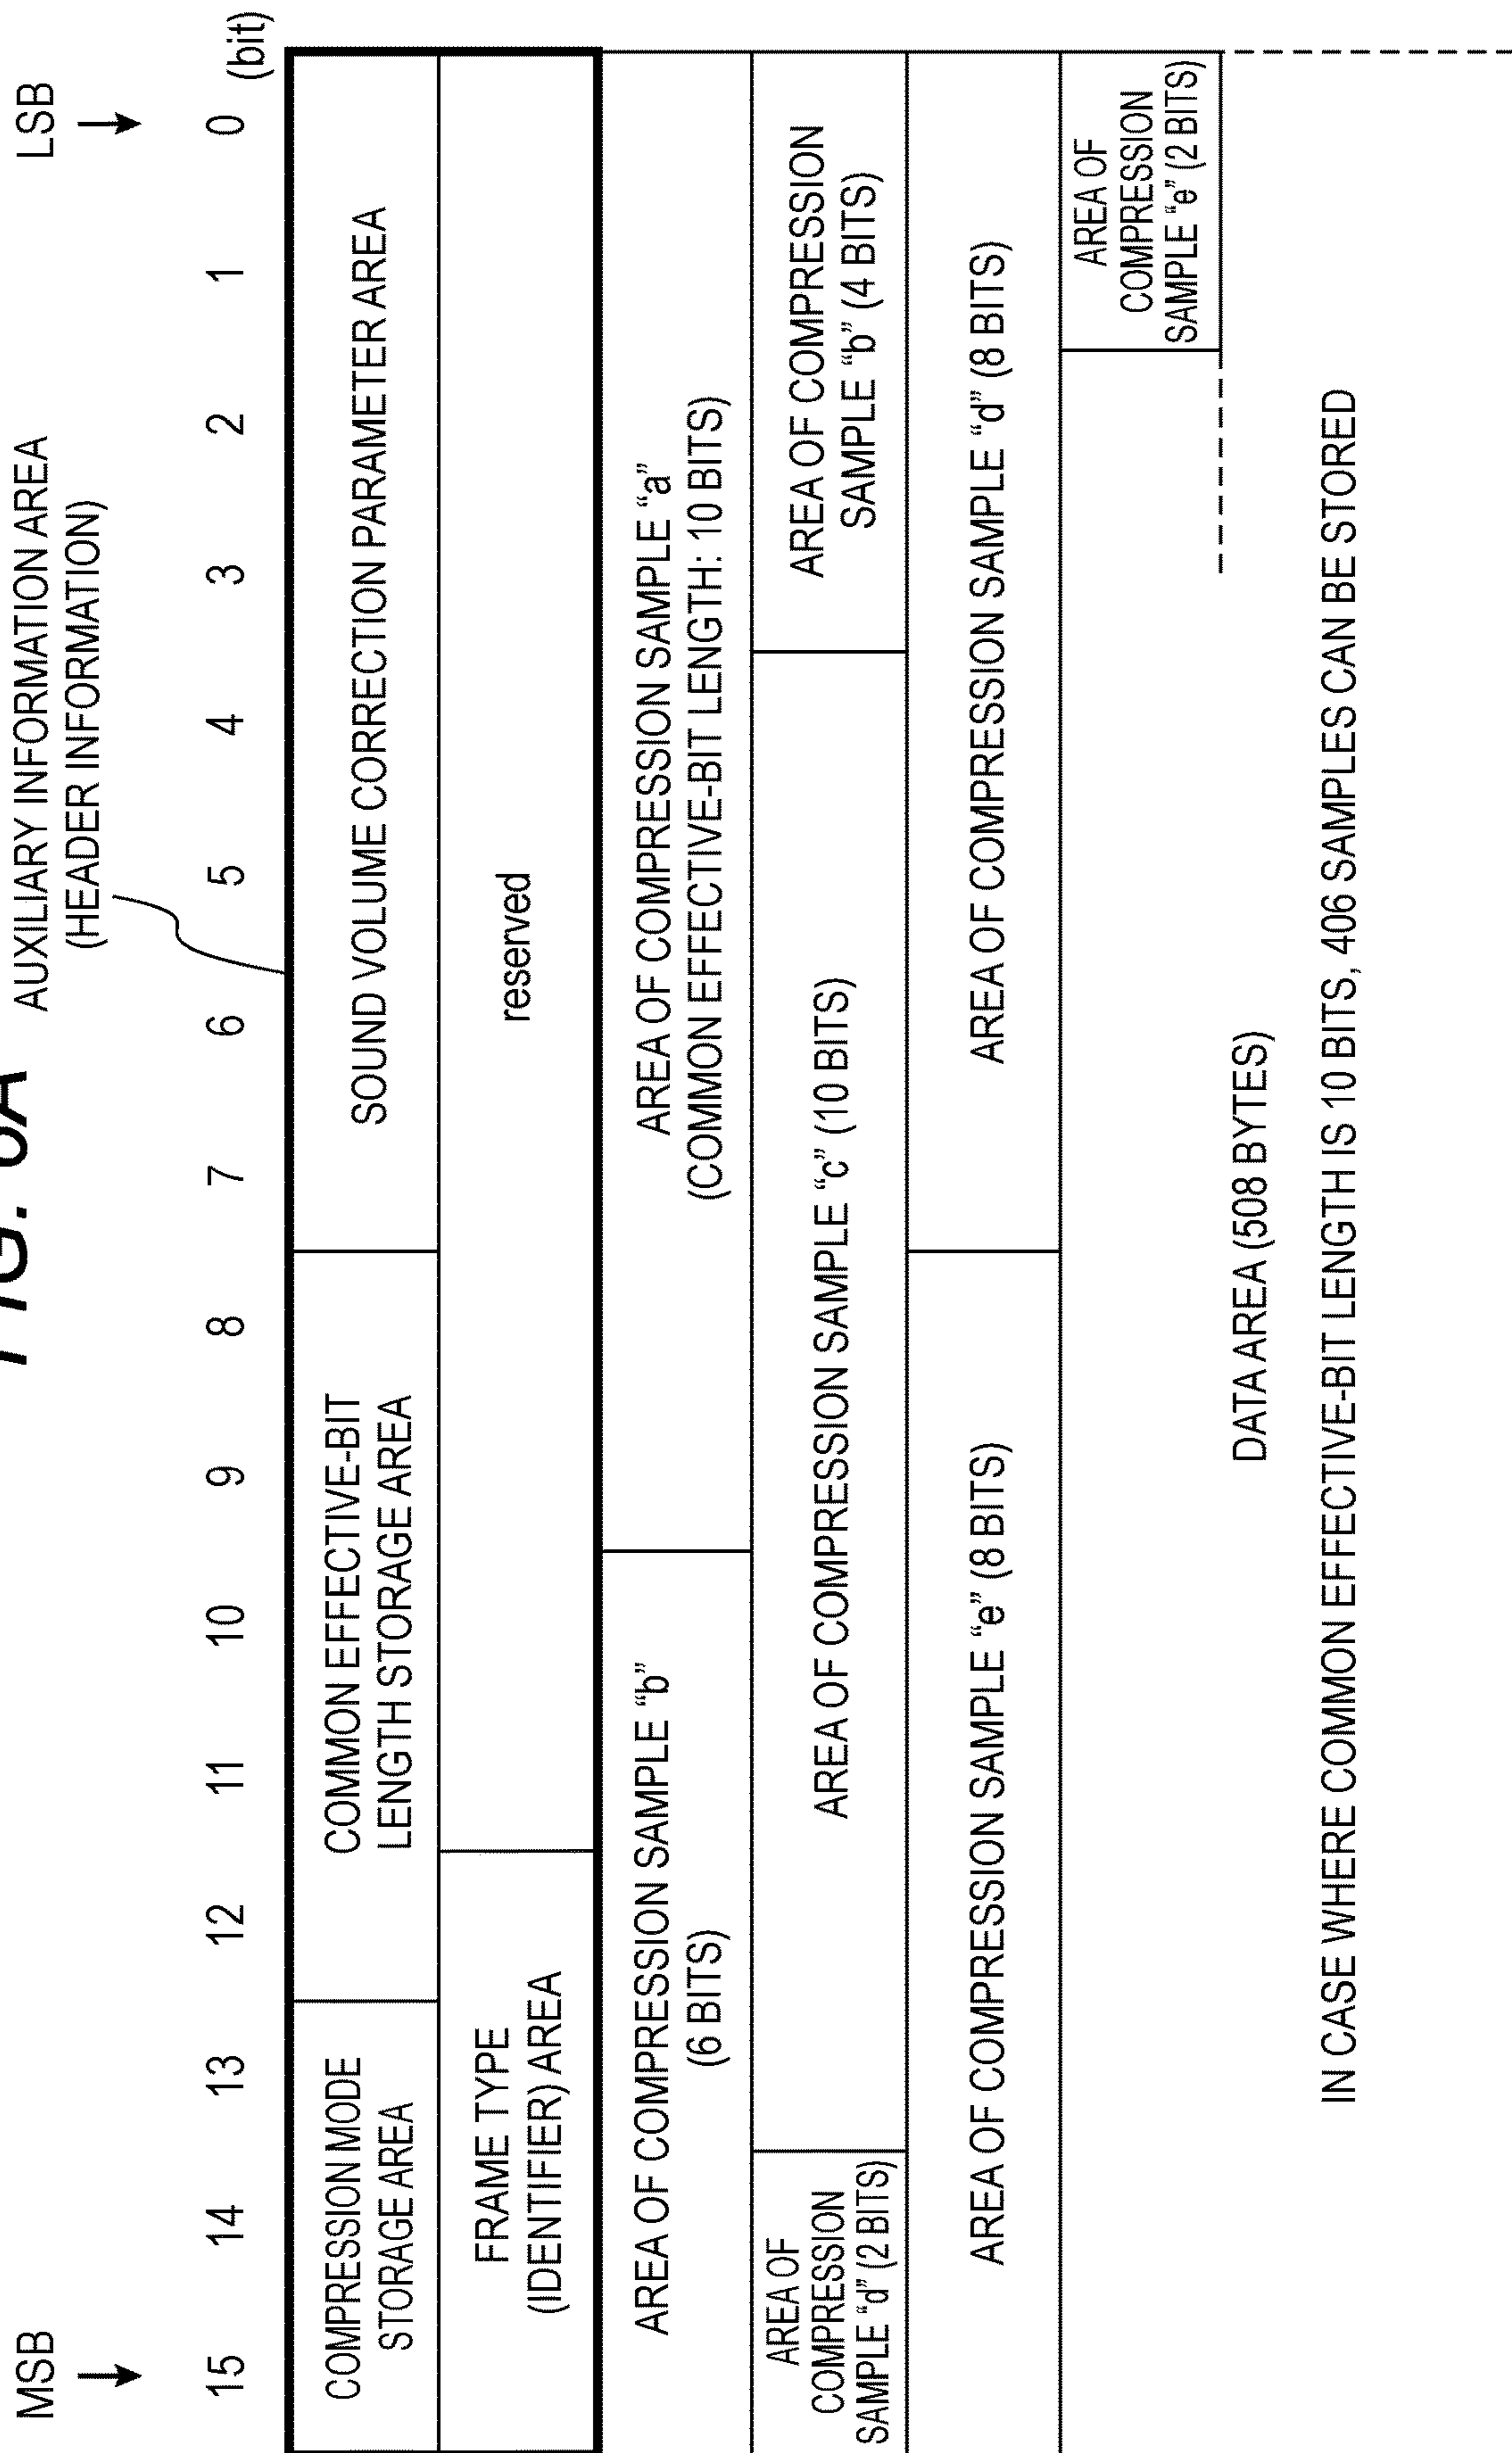 FIG.
AUXILIARY INFORMATION AREA
(HEADER INFORMATION)
MSB
LSB
15 14 13 12 11 10 9 8 7 6 5 4 3 2 1 0 (bit)
COMPRESSION MODE
STORAGE AREA
COMMON EFFECTIVE-BIT
LENGTH STORAGE AREA
SOUND VOLUME CORRECTION PARAMETER AREA
FRAME TYPE
(IDENTIFIER) AREA
reserved
AREA OF COMPRESSION SAMPLE “b”
(6 BITS)
AREA OF COMPRESSION SAMPLE “a”
(COMMON EFFECTIVE-BIT LENGTH: 10 BITS)
AREA OF
COMPRESSION
SAMPLE “d” (2 BITS)
AREA OF COMPRESSION SAMPLE “c” (10 BITS)
AREA OF COMPRESSION
SAMPLE “b” (4 BITS)
AREA OF COMPRESSION SAMPLE “e” (8 BITS)
AREA OF COMPRESSION SAMPLE “d” (8 BITS)
AREA OF
COMPRESSION
SAMPLE “e” (2 BITS)
DATA AREA (508 BYTES)
IN CASE WHERE COMMON EFFECTIVE-BIT LENGTH IS 10 BITS, 406 SAMPLES CAN BE STORED